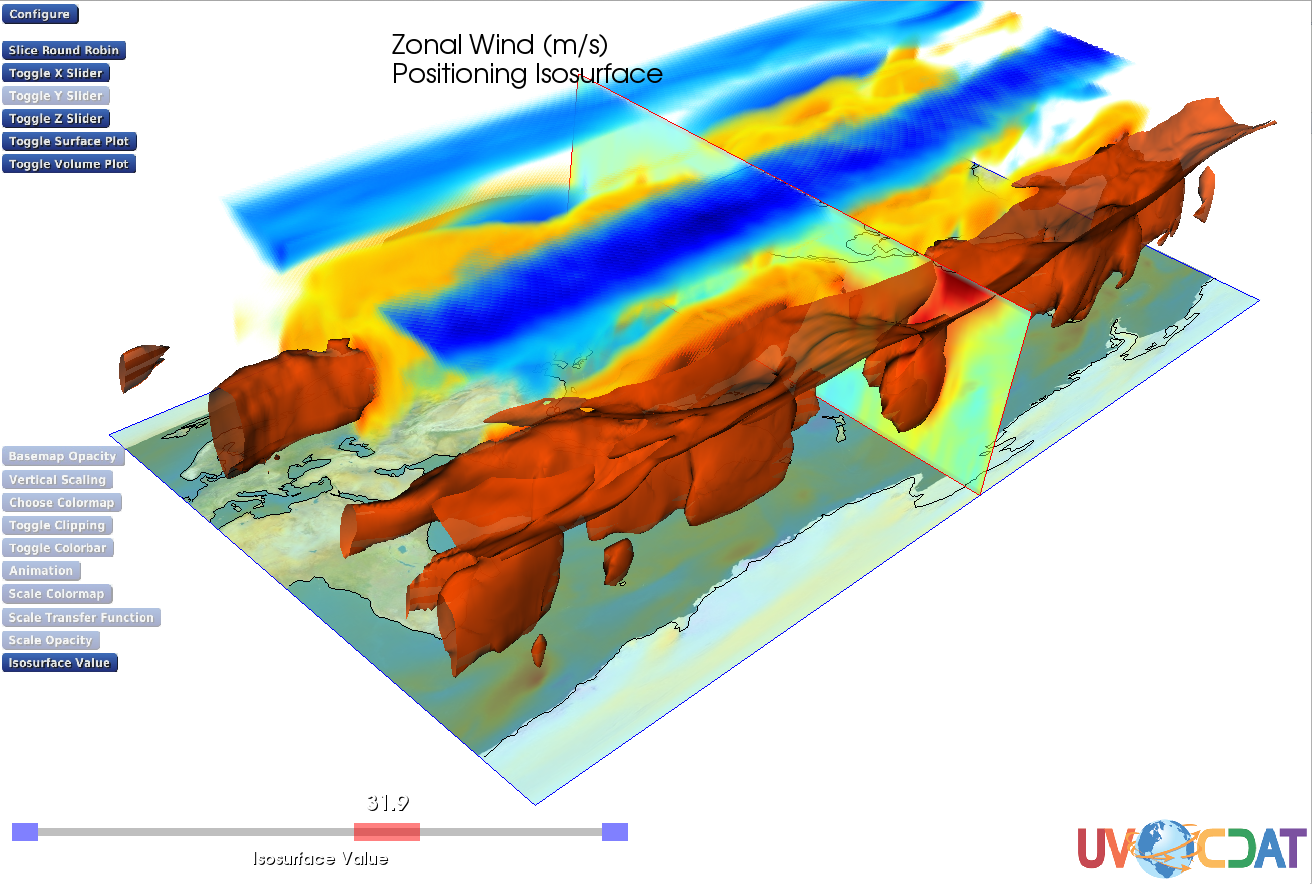 Configure
Slice Round Robin
Toggle X Slider
Toggle Y Slider
Toggle Z Slider
Toggle Surface Plot
Toggle Volume Plot
Zonal Wind (m/s)
Positioning Isosurface
Basemap Opacity
Vertical Scaling
Choose Colormap
Toggle Clipping
Toggle Colorbar
Animation
Scale Colormap
Scale Transfer Function
Scale Opacity
Isosurface Value
31.9
Isosurface Value
UV CDAT